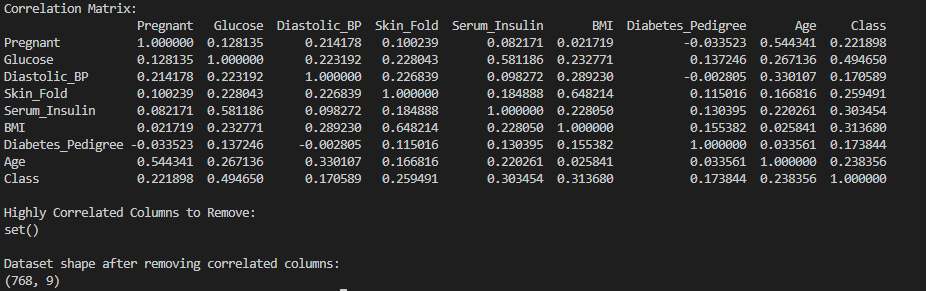 Correlation Matrix:
Pregnant Glucose Diastolic_BP Skin_Fold Serum_Insulin BMI Diabetes_Pedigree Age Class
Pregnant 1.000000 0.128135 0.214178 0.100239 0.082171 0.021719 -0.033523 0.544341 0.221898
Glucose 0.128135 1.000000 0.223192 0.228043 0.581186 0.232771 0.137246 0.267136 0.494650
Diastolic_BP 0.214178 0.223192 1.000000 0.226839 0.098272 0.289230 -0.002805 0.330107 0.170589
Skin_Fold 0.100239 0.228043 0.226839 1.000000 0.184888 0.648214 0.115016 0.166816 0.259491
Serum_Insulin 0.082171 0.581186 0.098272 0.184888 1.000000 0.228050 0.130395 0.220261 0.303454
BMI 0.021719 0.232771 0.289230 0.648214 0.228050 1.000000 0.155382 0.025841 0.313680
Diabetes_Pedigree -0.033523 0.137246 -0.002805 0.115016 0.130395 0.155382 1.000000 0.033561 0.173844
Age 0.544341 0.267136 0.330107 0.166816 0.220261 0.025841 0.033561 1.000000 0.238356
Class 0.221898 0.494650 0.170589 0.259491 0.303454 0.313680 0.173844 0.238356 1.000000
Highly Correlated Columns to Remove:
set()
Dataset shape after removing correlated columns:
(768, 9)